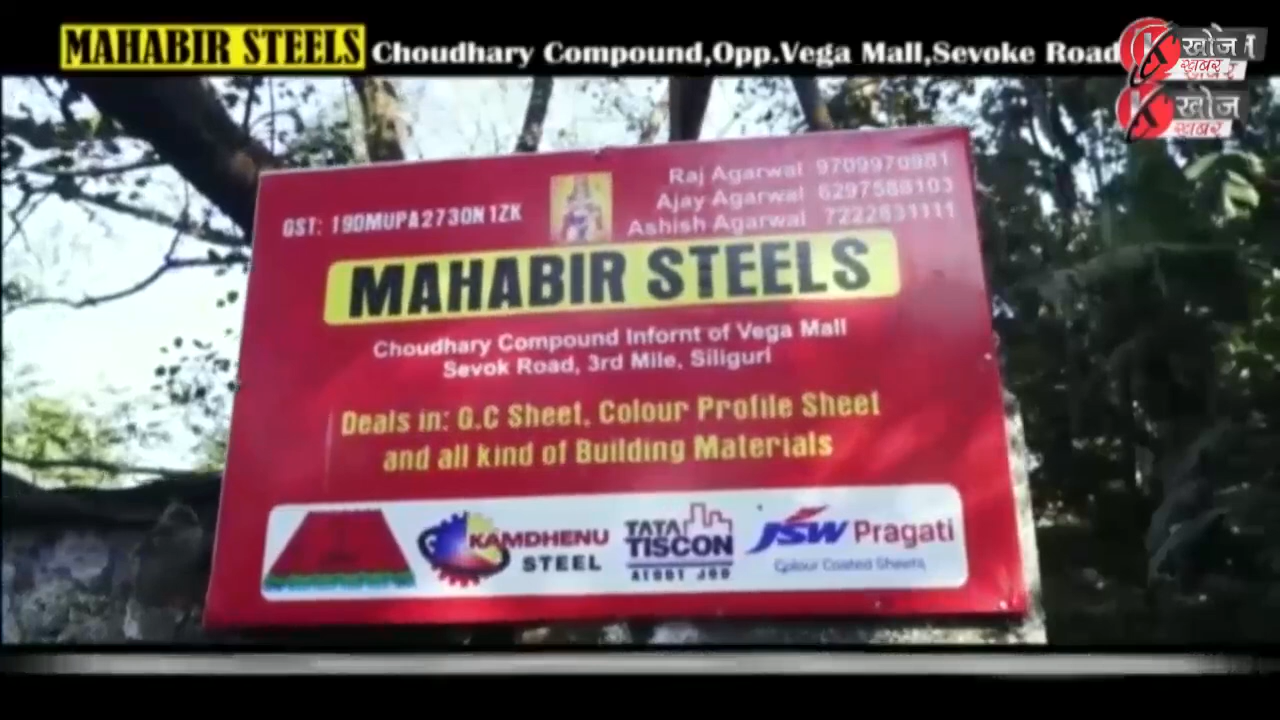 MAHABIR STEELS Choudhary Compound,Opp.Vega Mall,Sevoke Road
खोज
खबर
खोज
खबर
Raj Agarwal 9709970981
Ajay Agarwal 6297588103
GST: 19DMUPA2730N1ZK
Ashish Agarwal 7222831111
MAHABIR STEELS
Choudhary Compound Infornt of Vega Mall
Sevok Road, 3rd Mile, Siliguri
Deals in: G.C Sheet, Colour Profile Sheet
and all kind of Building Materials
KAMDHENU
STEEL
TATA
TISCON
JSW Pragati
Colour Coated Sheets